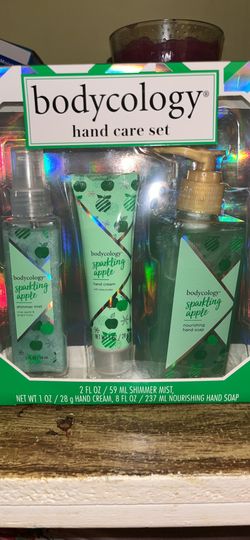 bodycology®
hand care set
bodycology®
sparkling
apple
shimmer mist
bodycology®
sparkling
apple
hand cream
bodycology®
sparkling
apple
nourishing
hand soap
2 FL OZ / 59 ML SHIMMER MIST,
NET WT 1 OZ / 28 g HAND CREAM, 8 FL OZ / 237 ML NOURISHING HAND SOAP